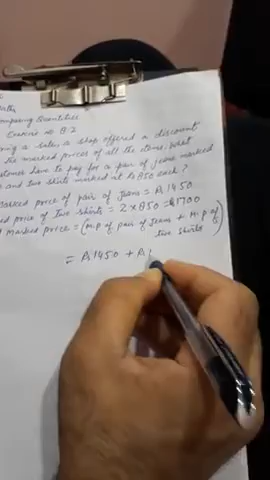 Maths
Comparing Quantities
Exercise no 8.2
During a sale, a shop offered a discount
the marked prices of all the items. What
customer have to pay for a pair of jeans marked
and two shirts marked at Rs 850 each?
Marked price of pair of Jeans = Rs 1450
price of two shirts = 2 × 850 = Rs 1700
marked price = (M.P of pair of Jeans + M.P of
two shirts)
= Rs 1450 + Rs 1